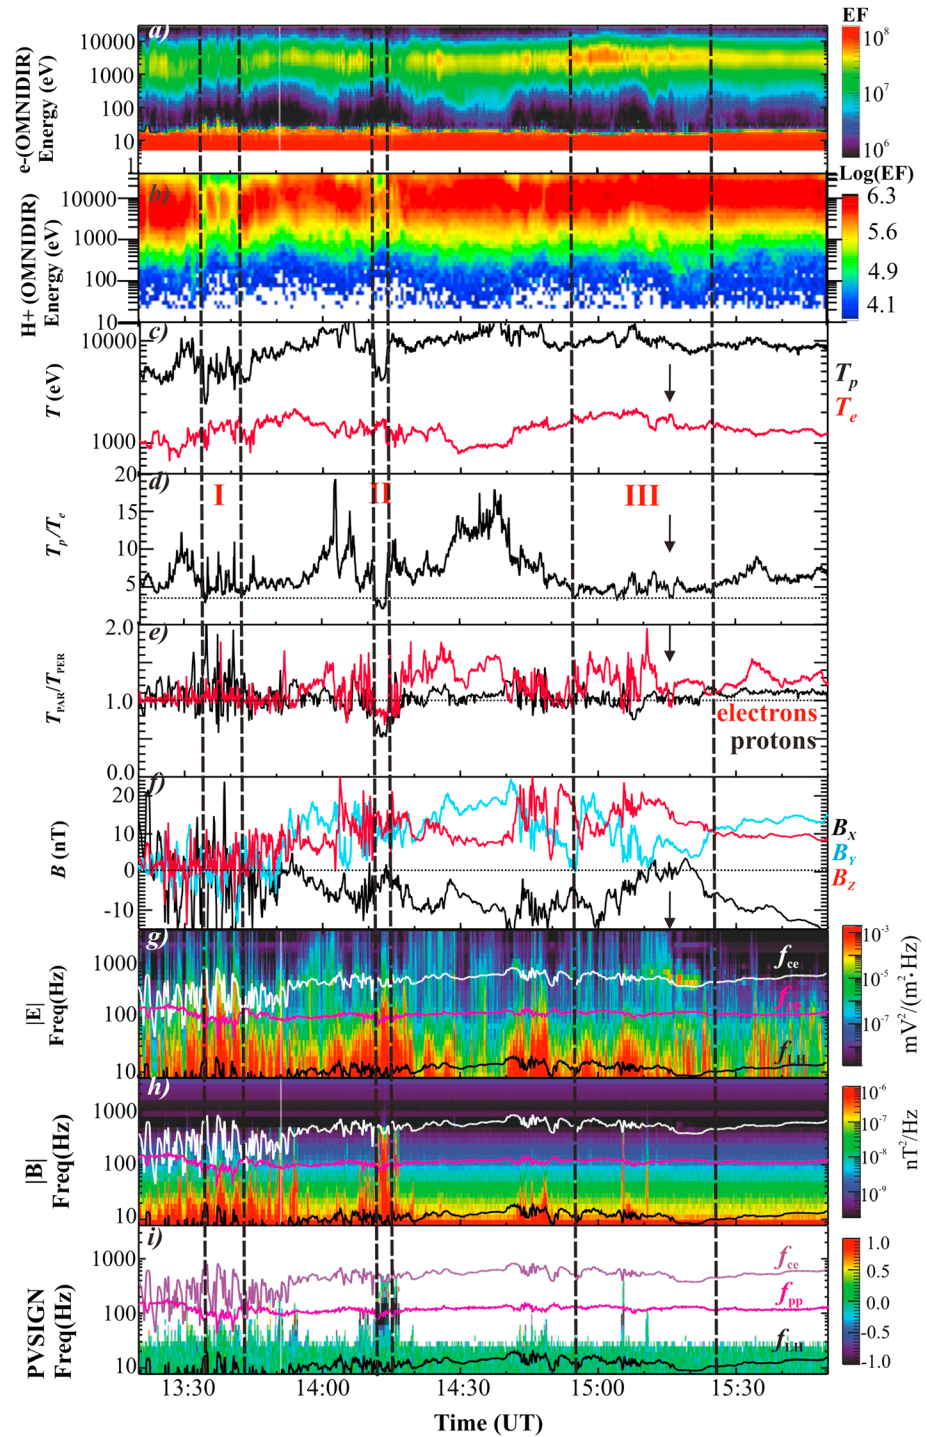 a)
EF
e-(OMNIDIR)
Energy (eV)
10000
1000
100
10
1
10⁸
10⁷
10⁶
b)
H+ (OMNIDIR)
Energy (eV)
10000
1000
100
10
Log(EF)
6.3
5.6
4.9
4.1
c)
T (eV)
10000
1000
Tp
Te
d)
Tp/Te
20
15
10
5
I
II
III
e)
TPAR/TPER
2.0
1.0
0.0
electrons
protons
f)
B (nT)
20
10
0
-10
BX
BY
BZ
g)
|E|
Freq(Hz)
1000
100
10
fce
fpp
fLH
10⁻³
10⁻⁵
10⁻⁷
mV²/(m²·Hz)
h)
|B|
Freq(Hz)
1000
100
10
10⁻⁶
10⁻⁷
10⁻⁸
10⁻⁹
nT²/Hz
i)
PVSIGN
Freq(Hz)
1000
100
10
fce
fpp
fLH
1.0
0.5
0.0
-0.5
-1.0
13:30
14:00
14:30
15:00
15:30
Time (UT)